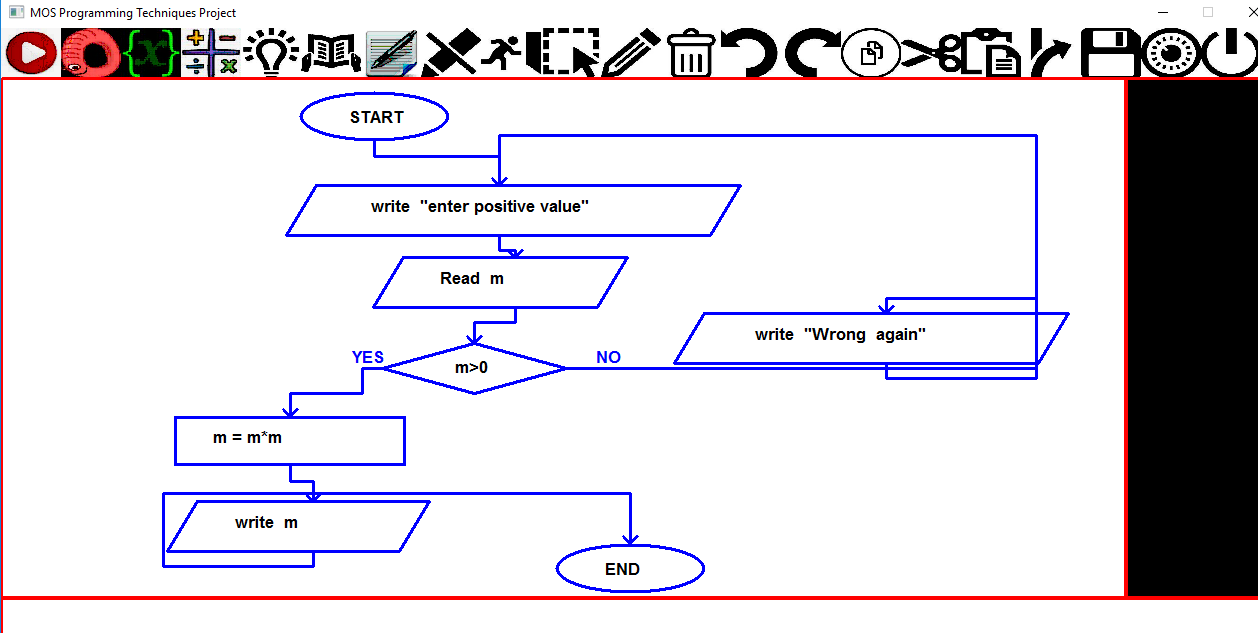 MOS Programming Techniques Project
START
write "enter positive value"
Read m
write "Wrong again"
YES
NO
m>0
m = m*m
write m
END